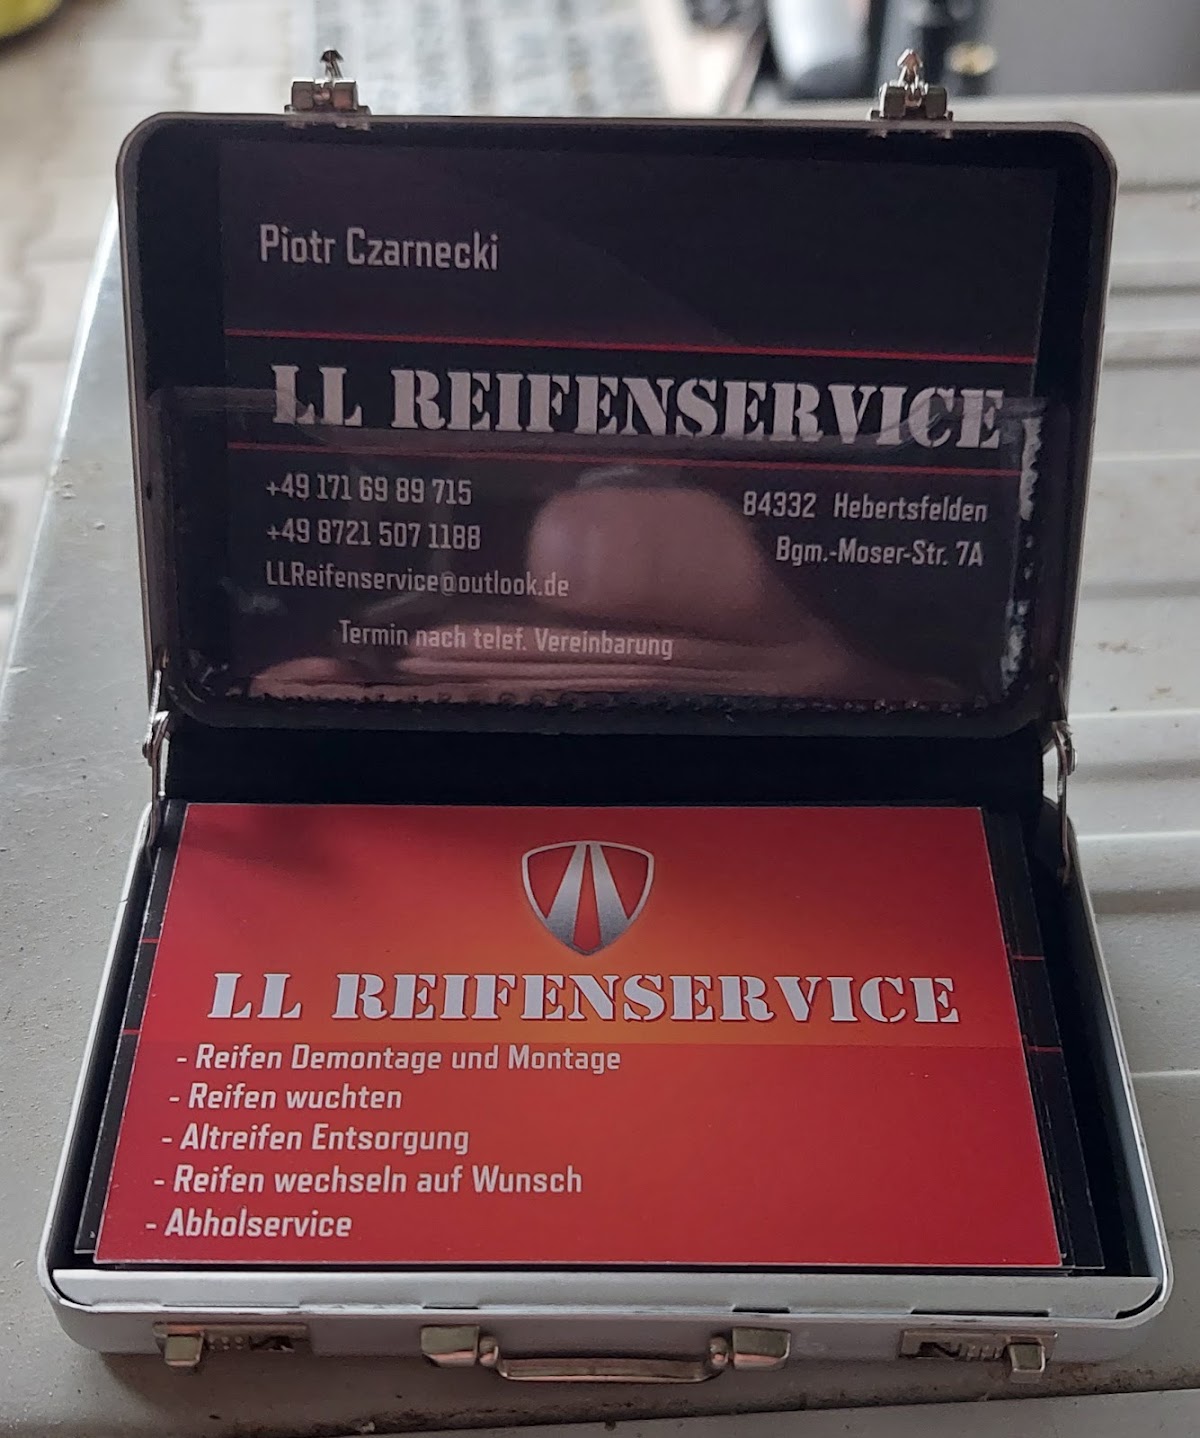 Piotr Czarnecki
LL REIFENSERVICE
+49 171 69 89 715
+49 8721 507 1188
LLReifenservice@outlook.de
84332 Hebertsfelden
Bgm.-Moser-Str. 7A
Termin nach telef. Vereinbarung
LL REIFENSERVICE
- Reifen Demontage und Montage
- Reifen wuchten
- Altreifen Entsorgung
- Reifen wechseln auf Wunsch
- Abholservice